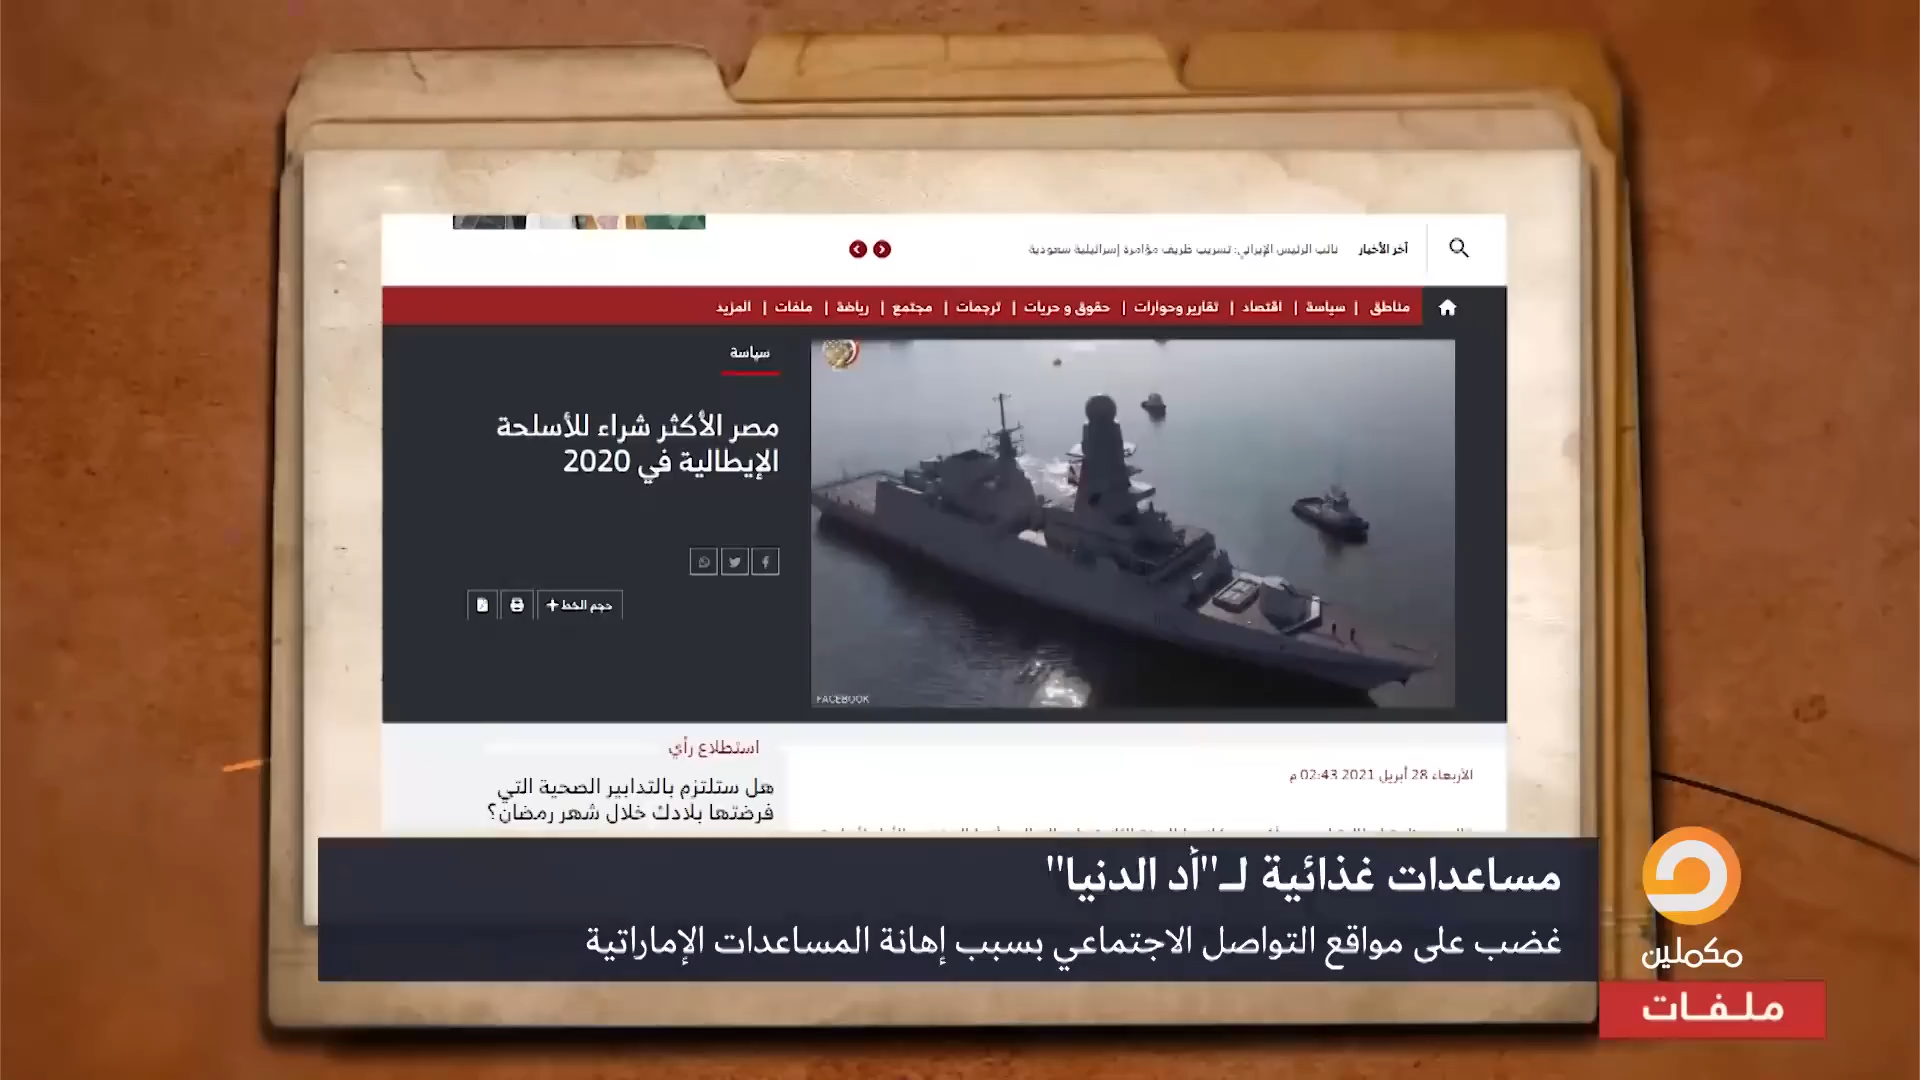 آخر الأخبار نائب الرئيس الإيراني: تسريب ظريف مؤامرة إسرائيلية سعودية
مناطق | سياسة | اقتصاد | تقارير وحوارات | حقوق و حريات | ترجمات | مجتمع | رياضة | ملفات | المزيد
سياسة
مصر الأكثر شراء للأسلحة
الإيطالية في 2020
حجم الخط +
FACEBOOK
استطلاع رأي
هل ستلتزم بالتدابير الصحية التي
فرضتها بلادك خلال شهر رمضان؟
الأربعاء 28 أبريل 2021 02:43 م
مساعدات غذائية لـ"أد الدنيا"
غضب على مواقع التواصل الاجتماعي بسبب إهانة المساعدات الإماراتية
مكملين
ملفات